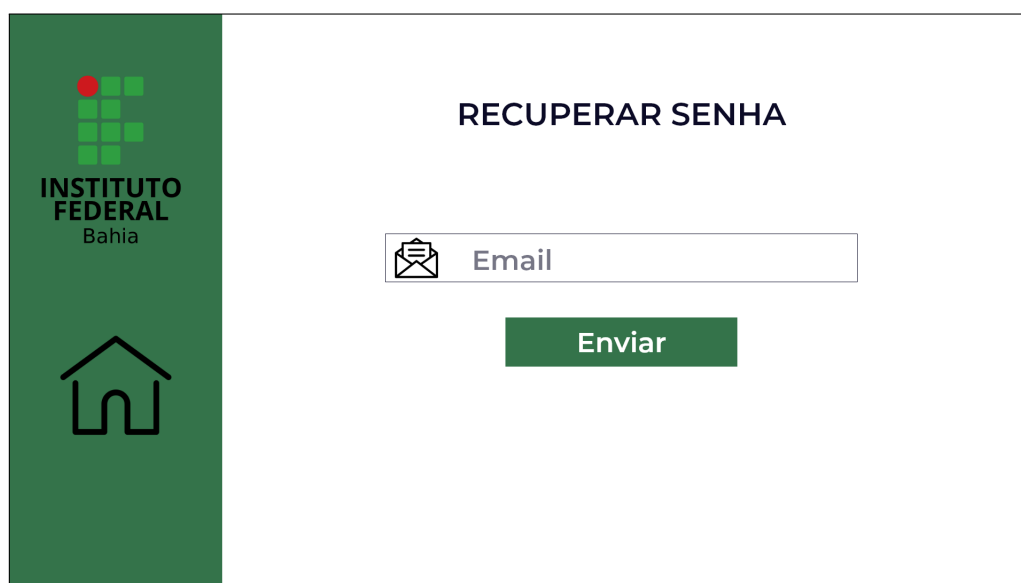 INSTITUTO
FEDERAL
Bahia
RECUPERAR SENHA
Email
Enviar